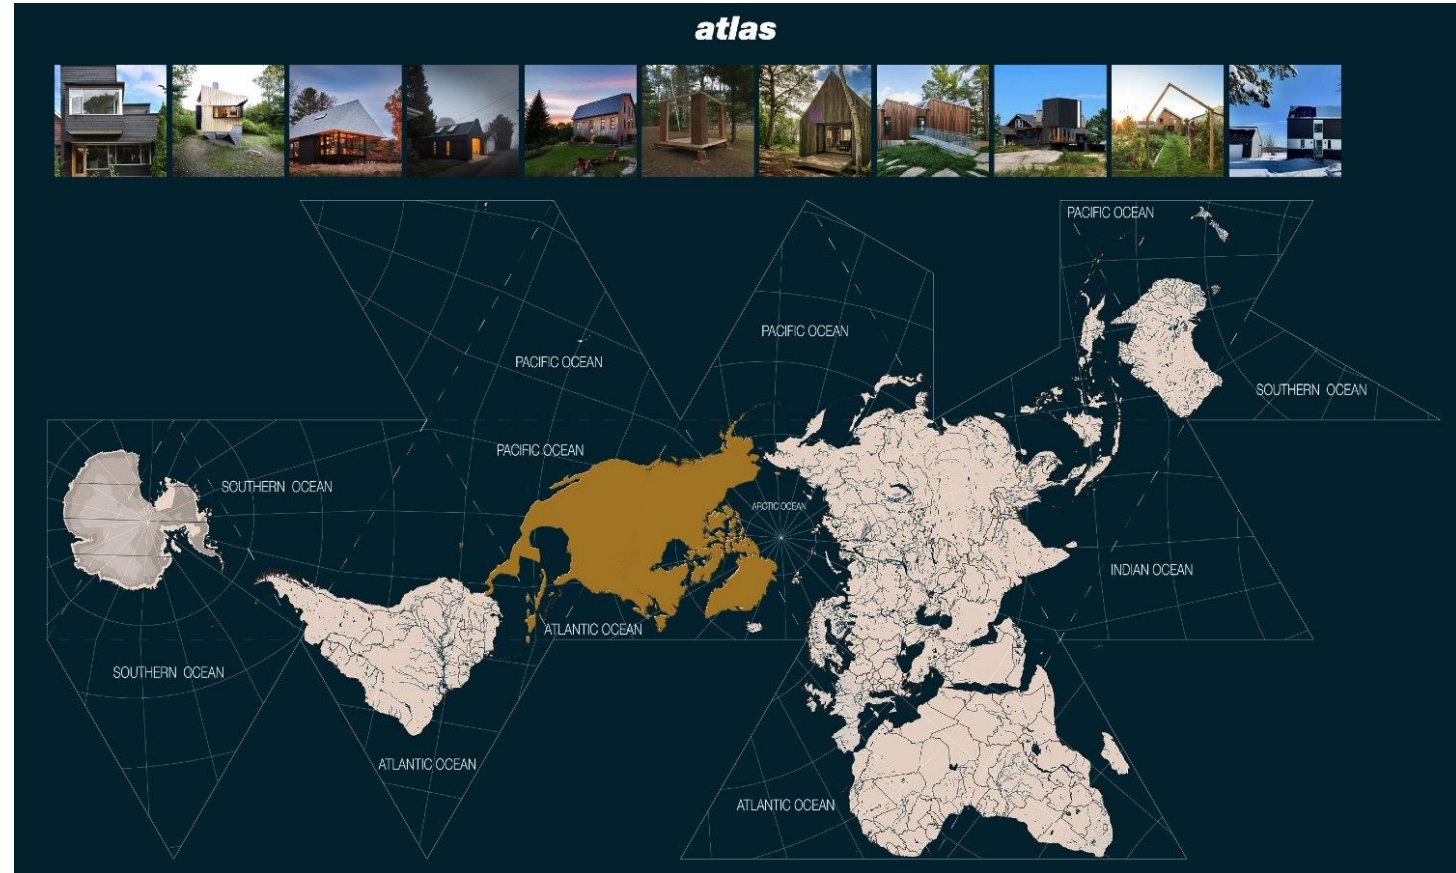 atlas
PACIFIC OCEAN
PACIFIC OCEAN
PACIFIC OCEAN
SOUTHERN OCEAN
PACIFIC OCEAN
SOUTHERN OCEAN
ARCTIC OCEAN
INDIAN OCEAN
ATLANTIC OCEAN
SOUTHERN OCEAN
ATLANTIC OCEAN
ATLANTIC OCEAN